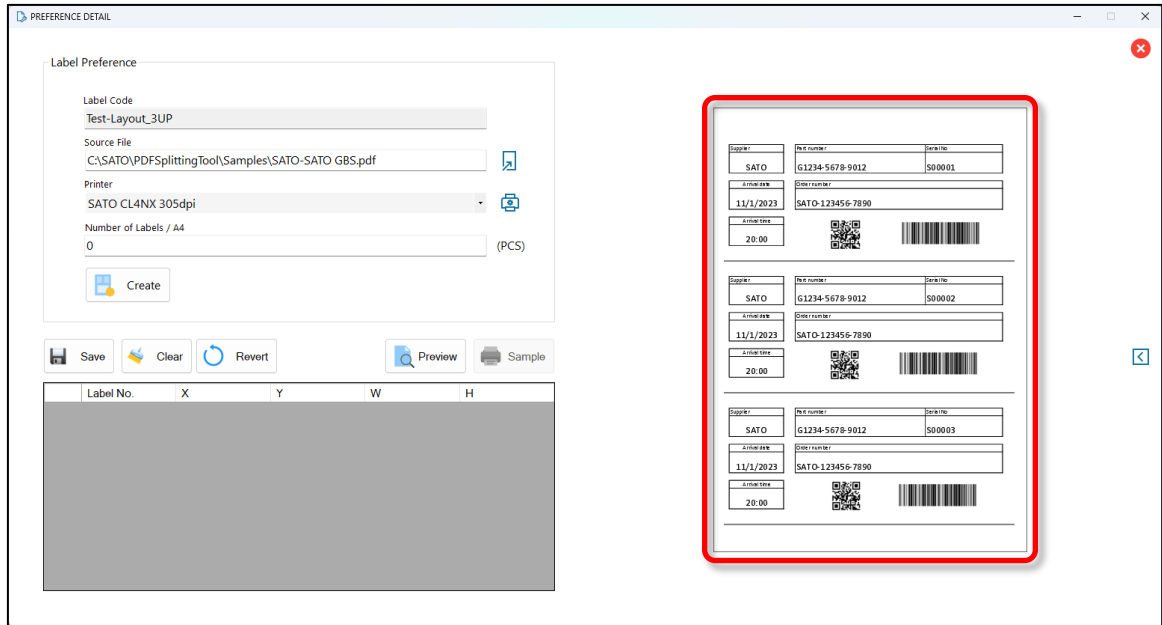 PREFERENCE DETAIL
Label Preference
Label Code
Test-Layout_3UP
Source File
C:\SATO\PDFSplittingTool\Samples\SATO-SATO GBS.pdf
Printer
SATO CL4NX 305dpi
Number of Labels / A4
0
(PCS)
Create
Save
Clear
Revert
Preview
Sample
Label No. X Y W H
Supplier Part number Serial No
SATO G1234-5678-9012 S00001
Arrival date Order number
11/1/2023 SATO-123456-7890
Arrival time
20:00
Supplier Part number Serial No
SATO G1234-5678-9012 S00002
Arrival date Order number
11/1/2023 SATO-123456-7890
Arrival time
20:00
Supplier Part number Serial No
SATO G1234-5678-9012 S00003
Arrival date Order number
11/1/2023 SATO-123456-7890
Arrival time
20:00